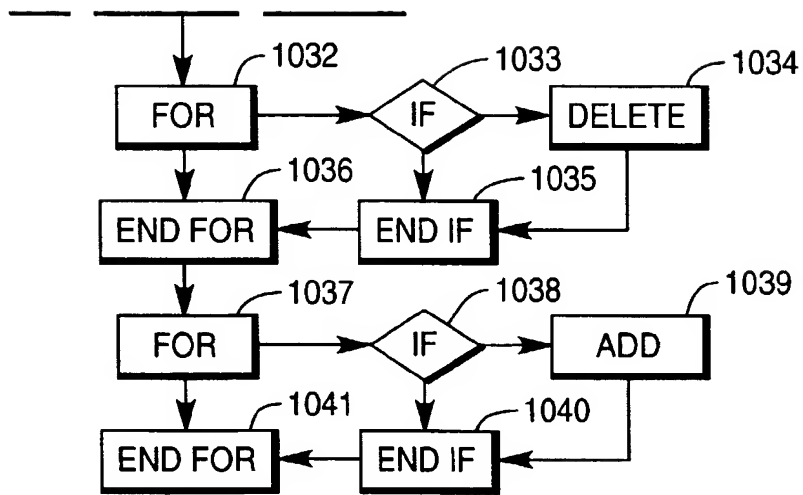 1032
1033
1034
FOR
IF
DELETE
1036
1035
END FOR
END IF
1037
1038
1039
FOR
IF
ADD
1041
1040
END FOR
END IF